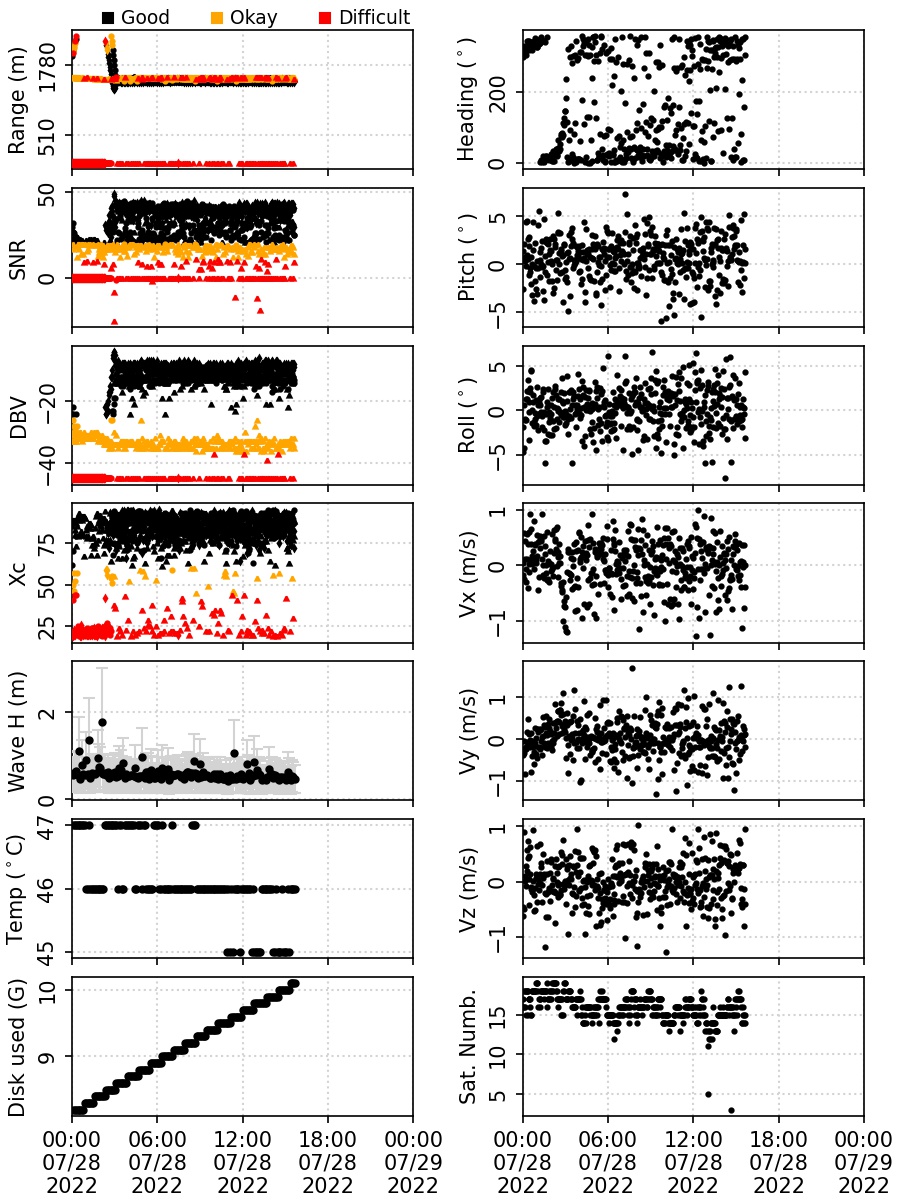 Good Okay Difficult
Range (m)
1780
510
Heading (°)
200
0
SNR
50
0
Pitch (°)
5
0
−5
DBV
−20
−40
Roll (°)
5
0
−5
Xc
75
50
25
Vx (m/s)
1
0
−1
Wave H (m)
2
0
Vy (m/s)
1
0
−1
Temp (°C)
47
46
45
Vz (m/s)
1
0
−1
Disk used (G)
10
9
Sat. Numb.
15
10
5
00:00 06:00 12:00 18:00 00:00
07/28 07/28 07/28 07/28 07/29
2022 2022 2022 2022 2022
00:00 06:00 12:00 18:00 00:00
07/28 07/28 07/28 07/28 07/29
2022 2022 2022 2022 2022